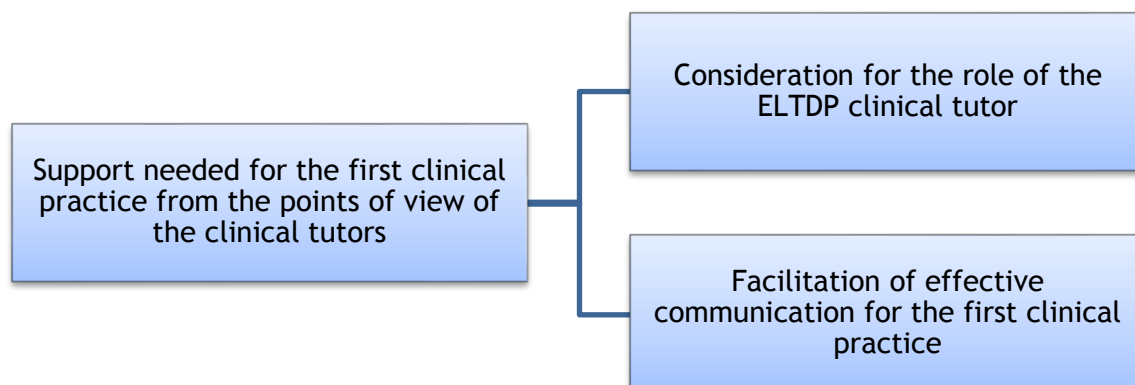 Support needed for the first clinical
practice from the points of view of
the clinical tutors
Consideration for the role of the
ELTDP clinical tutor
Facilitation of effective
communication for the first clinical
practice